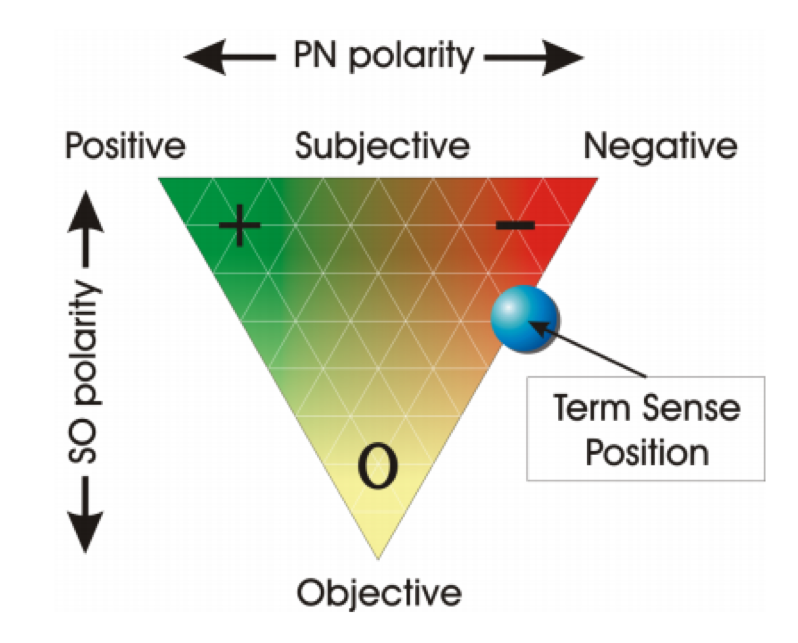 PN polarity
Positive
Subjective
Negative
+
−
SO polarity
Term Sense
Position
O
Objective